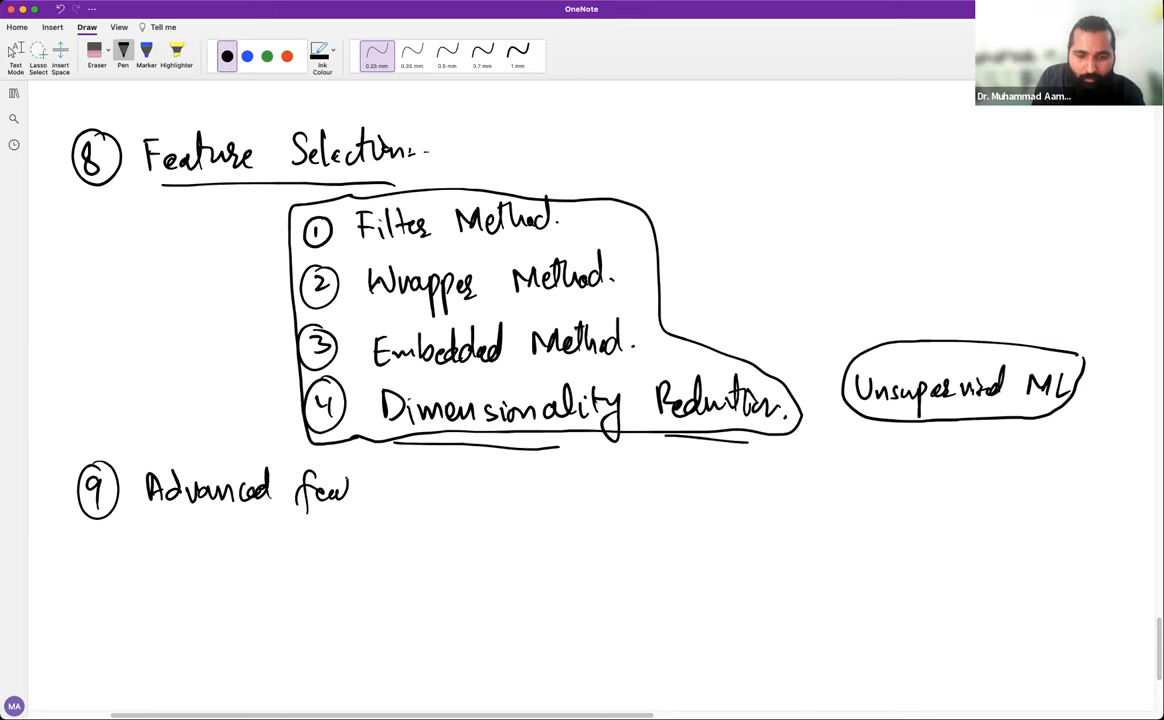 OneNote
Home Insert Draw View Tell me
Text Mode
Lasso Select
Insert Space
Eraser
Pen
Marker
Highlighter
Ink Colour
0.25 mm
0.35 mm
0.5 mm
0.7 mm
1 mm
Dr. Muhammad Aam...
8 Feature Selection:-
1 Filter Method.
2 Wrapper Method.
3 Embedded Method.
4 Dimensionality Reduction.
Unsupervised ML
9 Advanced fea
MA